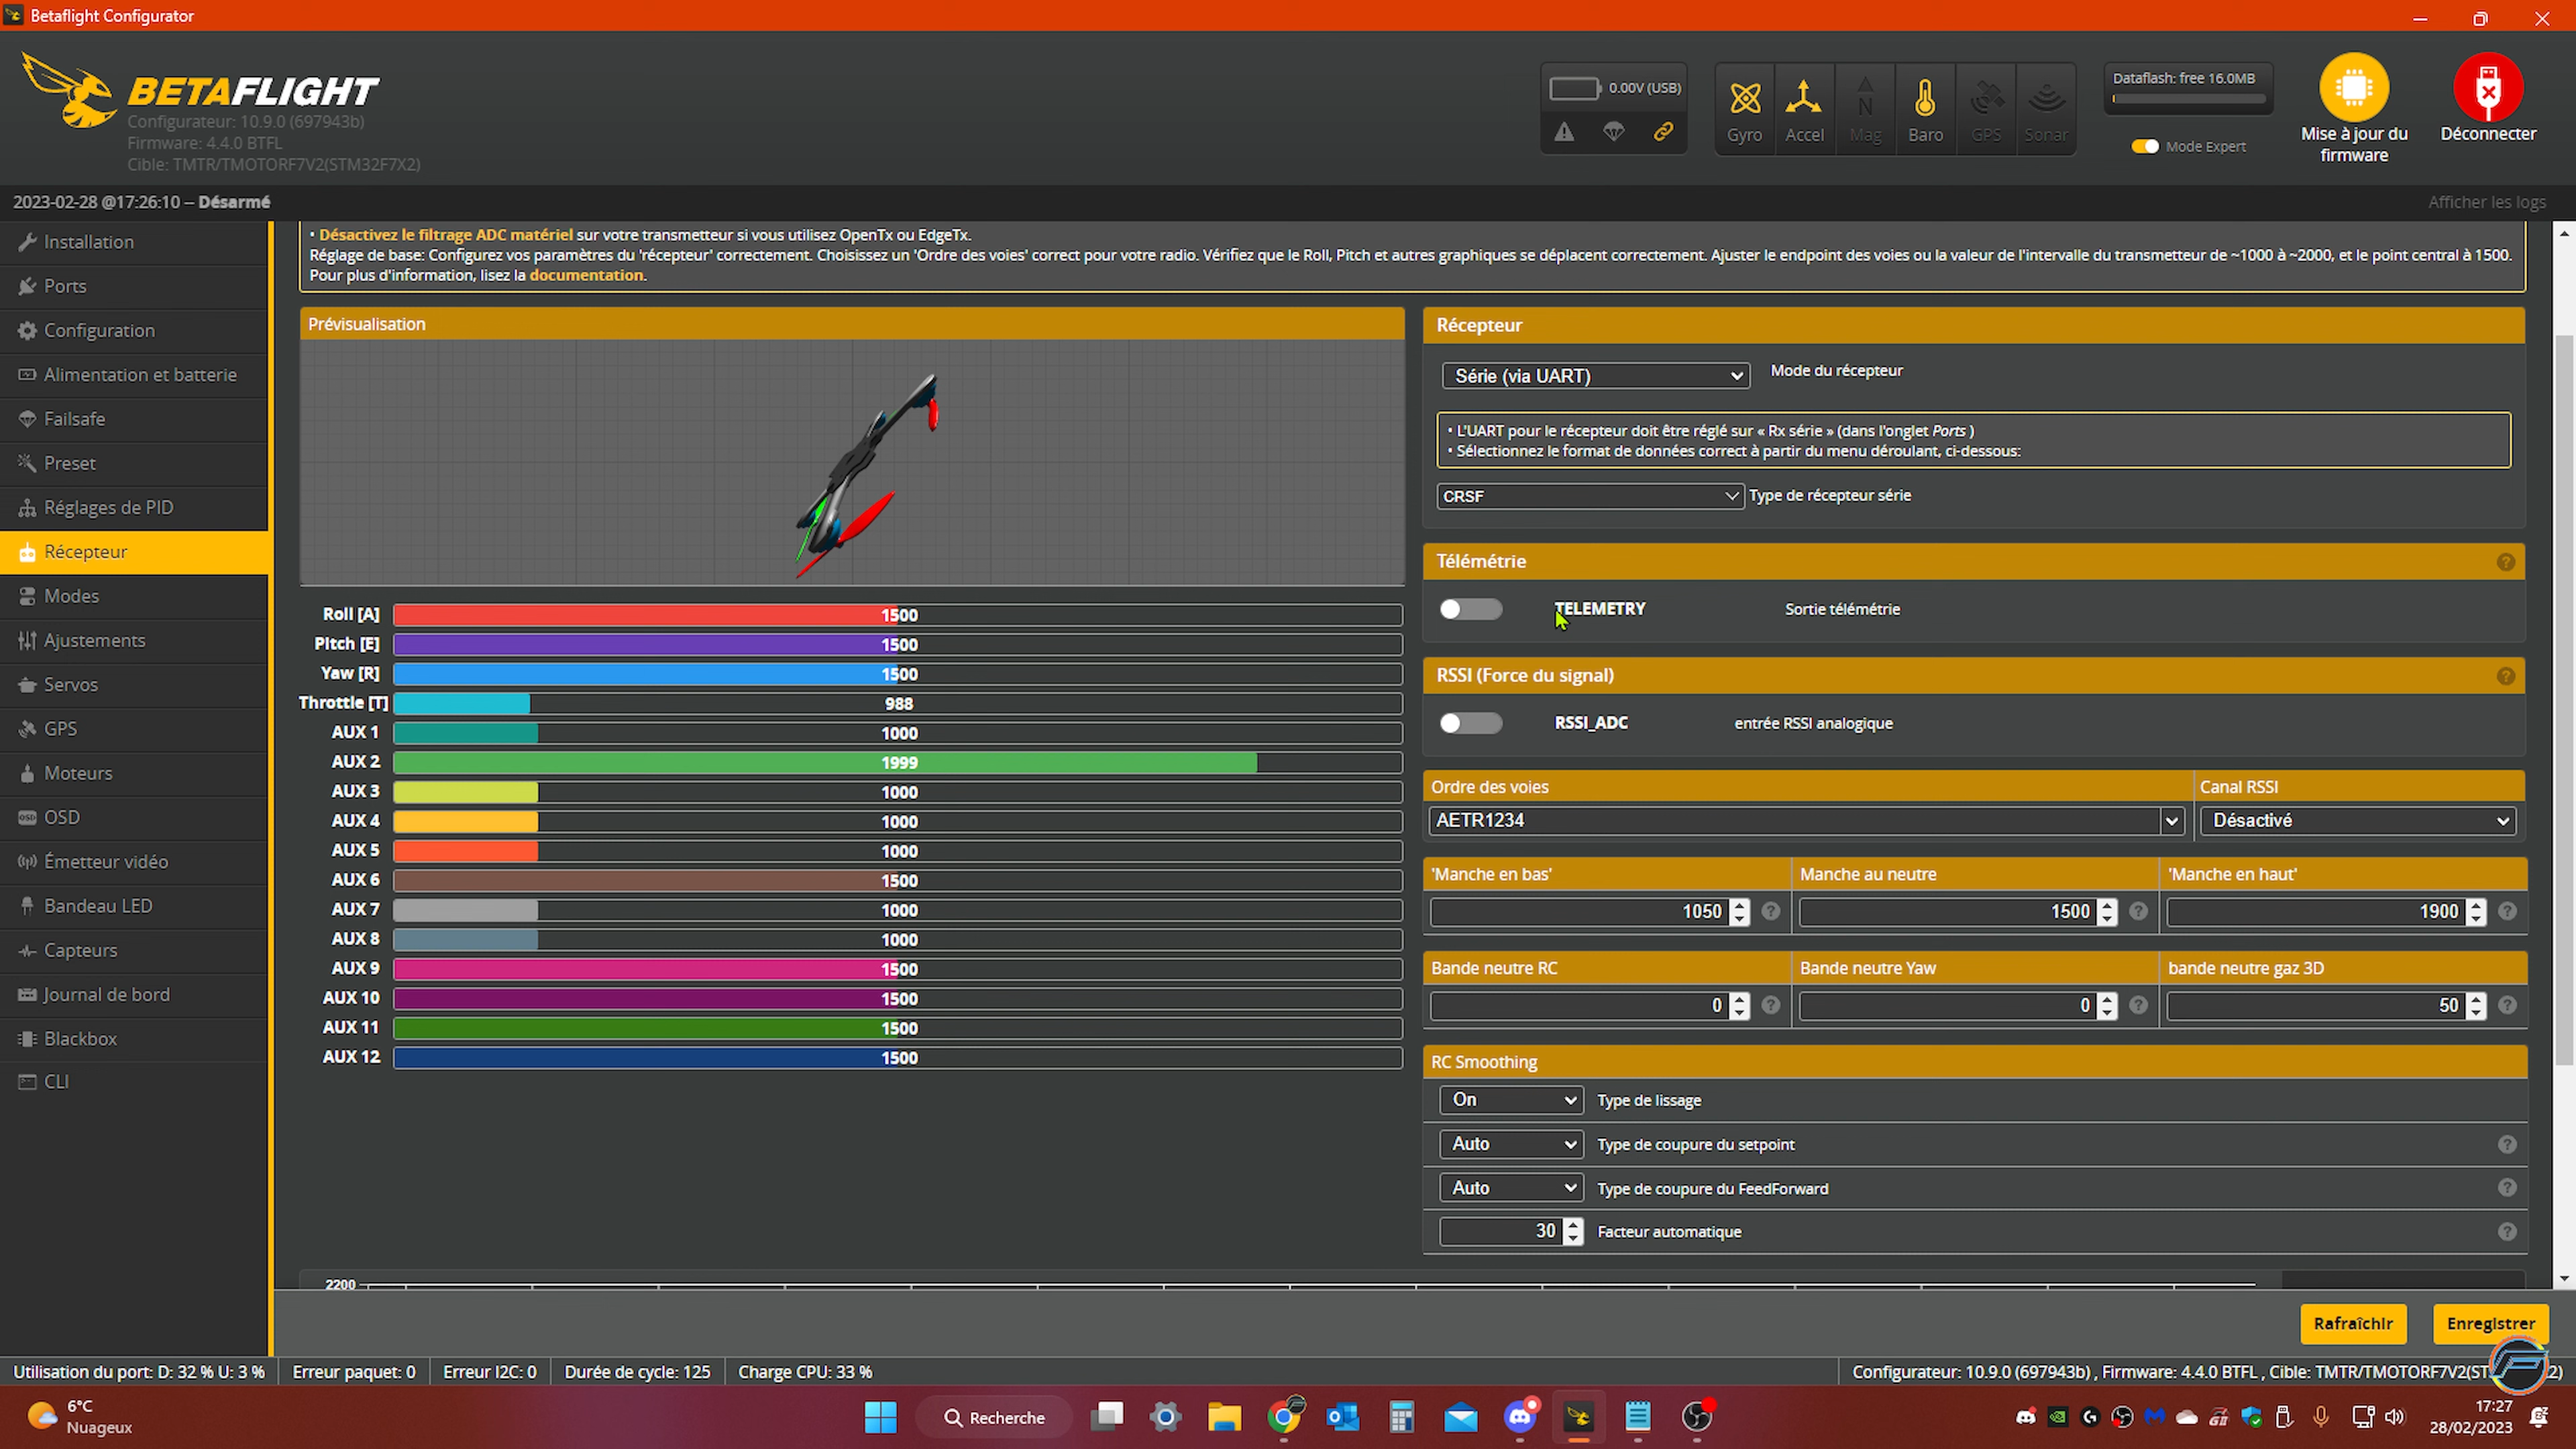 Betaflight Configurator
BETAFLIGHT
Configurateur: 10.9.0 (697943b)
Firmware: 4.4.0 BTFL
Cible: TMTR/TMOTORF7V2(STM32F7X2)
0.00V (USB)
Gyro
Accel
Mag
Baro
GPS
Sonar
Dataflash: free 16.0MB
Mode Expert
Mise à jour du
firmware
Déconnecter
2023-02-28 @17:26:10 -- Désarmé
Afficher les logs
Installation
Ports
Configuration
Alimentation et batterie
Failsafe
Preset
Réglages de PID
Récepteur
Modes
Ajustements
Servos
GPS
Moteurs
OSD
Émetteur vidéo
Bandeau LED
Capteurs
Journal de bord
Blackbox
CLI
• Désactivez le filtrage ADC matériel sur votre transmetteur si vous utilisez OpenTx ou EdgeTx.
Réglage de base: Configurez vos paramètres du 'récepteur' correctement. Choisissez un 'Ordre des voies' correct pour votre radio. Vérifiez que le Roll, Pitch et autres graphiques se déplacent correctement. Ajuster le endpoint des voies ou la valeur de l'intervalle du transmetteur de ~1000 à ~2000, et le point central à 1500.
Pour plus d'information, lisez la documentation.
Prévisualisation
Roll [A] 1500
Pitch [E] 1500
Yaw [R] 1500
Throttle [T] 988
AUX 1 1000
AUX 2 1999
AUX 3 1000
AUX 4 1000
AUX 5 1000
AUX 6 1500
AUX 7 1000
AUX 8 1000
AUX 9 1500
AUX 10 1500
AUX 11 1500
AUX 12 1500
Récepteur
Série (via UART) Mode du récepteur
• L'UART pour le récepteur doit être réglé sur « Rx série » (dans l'onglet Ports )
• Sélectionnez le format de données correct à partir du menu déroulant, ci-dessous:
CRSF Type de récepteur série
Télémétrie
TELEMETRY Sortie télémétrie
RSSI (Force du signal)
RSSI_ADC entrée RSSI analogique
Ordre des voies Canal RSSI
AETR1234 Désactivé
'Manche en bas' Manche au neutre 'Manche en haut'
1050 1500 1900
Bande neutre RC Bande neutre Yaw bande neutre gaz 3D
0 0 50
RC Smoothing
On Type de lissage
Auto Type de coupure du setpoint
Auto Type de coupure du FeedForward
30 Facteur automatique
2200
Rafraîchir Enregistrer
Utilisation du port: D: 32 % U: 3 % Erreur paquet: 0 Erreur I2C: 0 Durée de cycle: 125 Charge CPU: 33 % Configurateur: 10.9.0 (697943b) , Firmware: 4.4.0 BTFL , Cible: TMTR/TMOTORF7V2(ST 2)
6°C
Nuageux
Recherche
17:27
28/02/2023